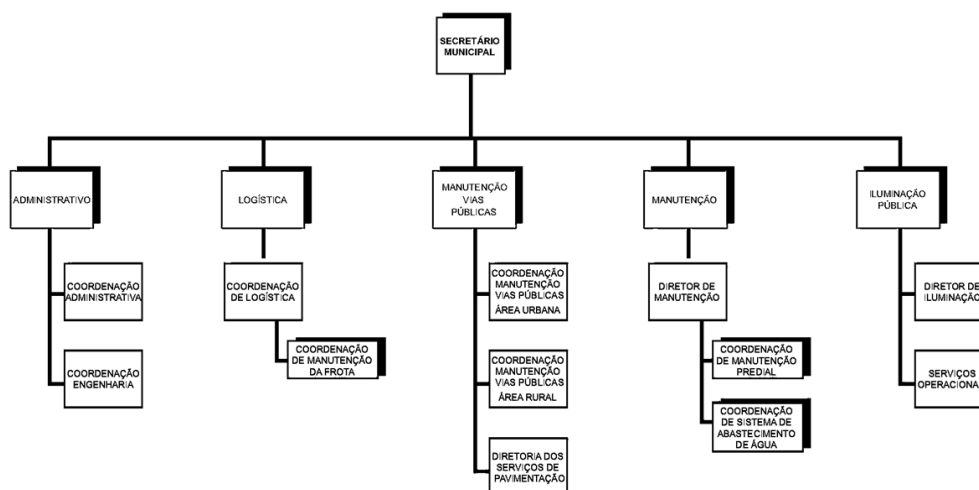 SECRETÁRIO
MUNICIPAL
ADMINISTRATIVO
LOGÍSTICA
MANUTENÇÃO
VIAS
PÚBLICAS
MANUTENÇÃO
ILUMINAÇÃO
PÚBLICA
COORDENAÇÃO
ADMINISTRATIVA
COORDENAÇÃO
DE LOGÍSTICA
COORDENAÇÃO
MANUTENÇÃO
VIAS PÚBLICAS
ÁREA URBANA
DIRETOR DE
MANUTENÇÃO
DIRETOR DE
ILUMINAÇÃO
COORDENAÇÃO
ENGENHARIA
COORDENAÇÃO
DE MANUTENÇÃO
DA FROTA
COORDENAÇÃO
MANUTENÇÃO
VIAS PÚBLICAS
ÁREA RURAL
COORDENAÇÃO
DE MANUTENÇÃO
PREDIAL
SERVIÇOS
OPERACIONAL
COORDENAÇÃO
DE SISTEMA DE
ABASTECIMENTO
DE ÁGUA
DIRETORIA DOS
SERVIÇOS DE
PAVIMENTAÇÃO